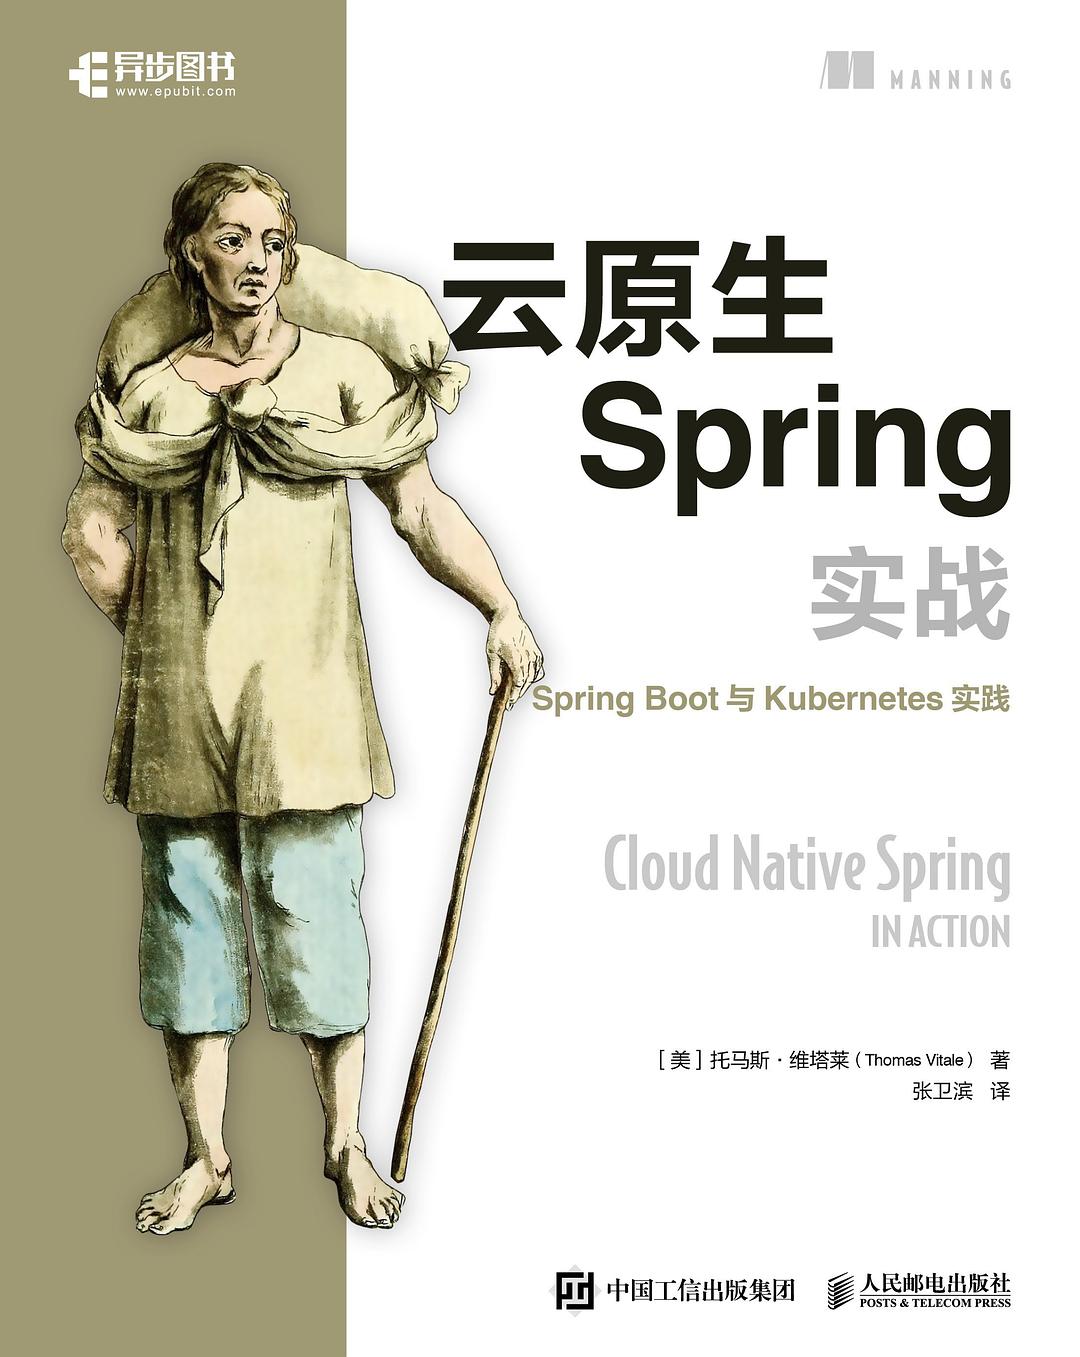 异步图书
www.epubit.com
MANNING
云原生
Spring
实战
Spring Boot 与 Kubernetes 实践
Cloud Native Spring
IN ACTION
［美］托马斯·维塔莱（Thomas Vitale） 著
张卫滨 译
中国工信出版集团
人民邮电出版社
POSTS & TELECOM PRESS